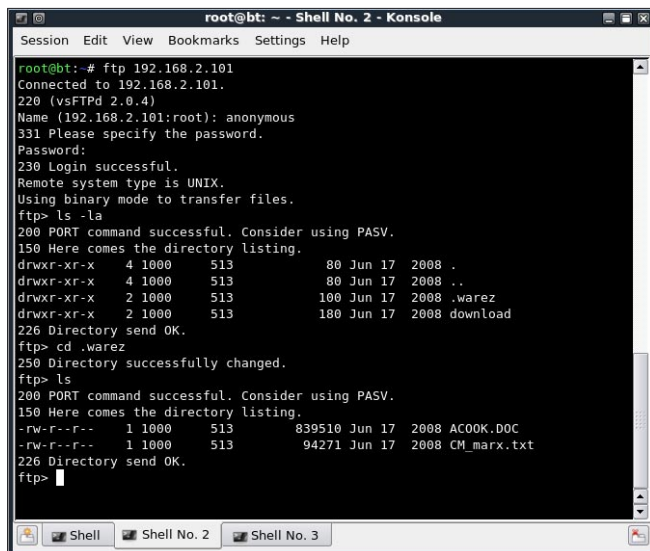 root@bt: ~ - Shell No. 2 - Konsole
Session Edit View Bookmarks Settings Help
root@bt:~# ftp 192.168.2.101
Connected to 192.168.2.101.
220 (vsFTPd 2.0.4)
Name (192.168.2.101:root): anonymous
331 Please specify the password.
Password:
230 Login successful.
Remote system type is UNIX.
Using binary mode to transfer files.
ftp> ls -la
200 PORT command successful. Consider using PASV.
150 Here comes the directory listing.
drwxr-xr-x    4 1000     513            80 Jun 17  2008 .
drwxr-xr-x    4 1000     513            80 Jun 17  2008 ..
drwxr-xr-x    2 1000     513           100 Jun 17  2008 .warez
drwxr-xr-x    2 1000     513           180 Jun 17  2008 download
226 Directory send OK.
ftp> cd .warez
250 Directory successfully changed.
ftp> ls
200 PORT command successful. Consider using PASV.
150 Here comes the directory listing.
-rw-r--r--    1 1000     513        839510 Jun 17  2008 ACOOK.DOC
-rw-r--r--    1 1000     513         94271 Jun 17  2008 CM_marx.txt
226 Directory send OK.
ftp>
Shell Shell No. 2 Shell No. 3